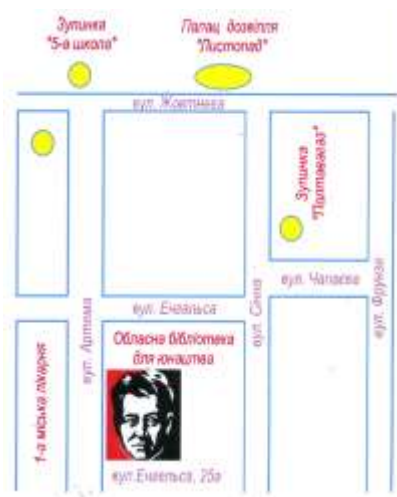 Зупинка
"5-а школа"
Палац дозвілля
"Листопад"
вул. Жовтнева
Зупинка
"Полтавагаз"
вул. Чапаєва
вул. Фрунзе
вул. Сінна
вул. Енгельса
вул. Артема
Обласна бібліотека
для юнацтва
1-а міська лікарня
вул.Енгельса, 25а